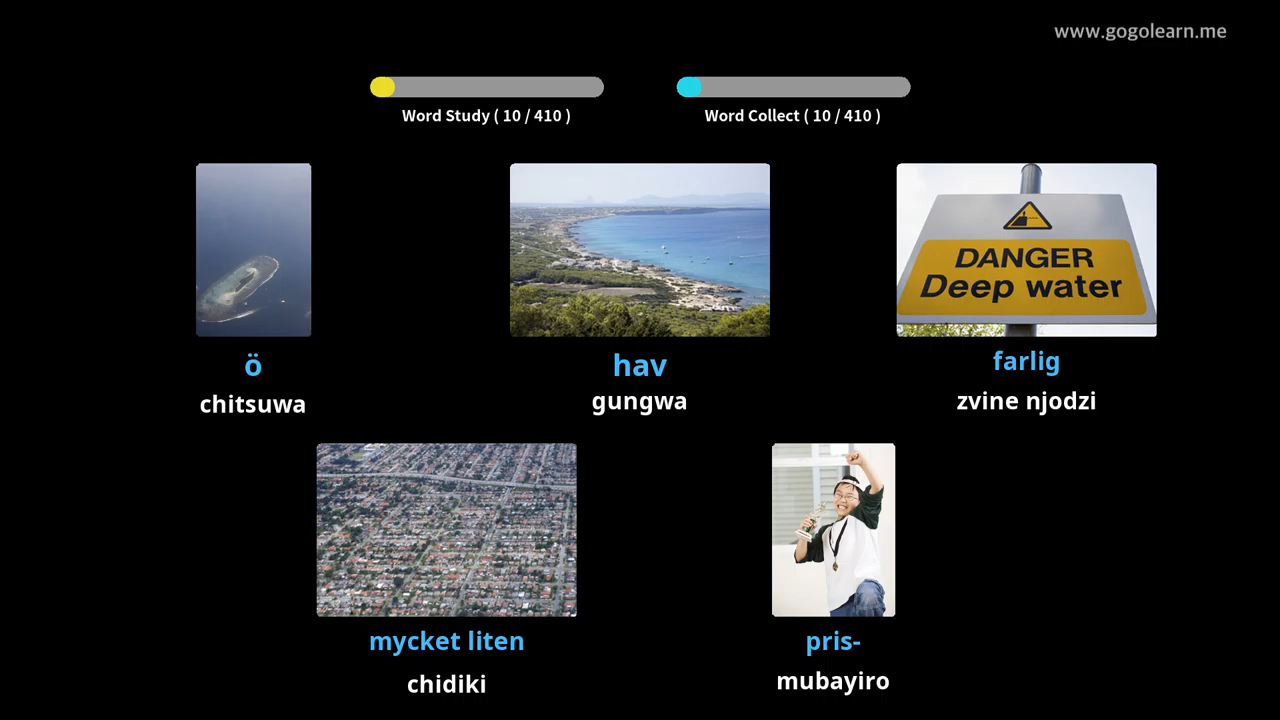 www.gogolearn.me
Word Study ( 10 / 410 )
Word Collect ( 10 / 410 )
DANGER
Deep water
ö
hav
farlig
chitsuwa
gungwa
zvine njodzi
mycket liten
pris-
chidiki
mubayiro